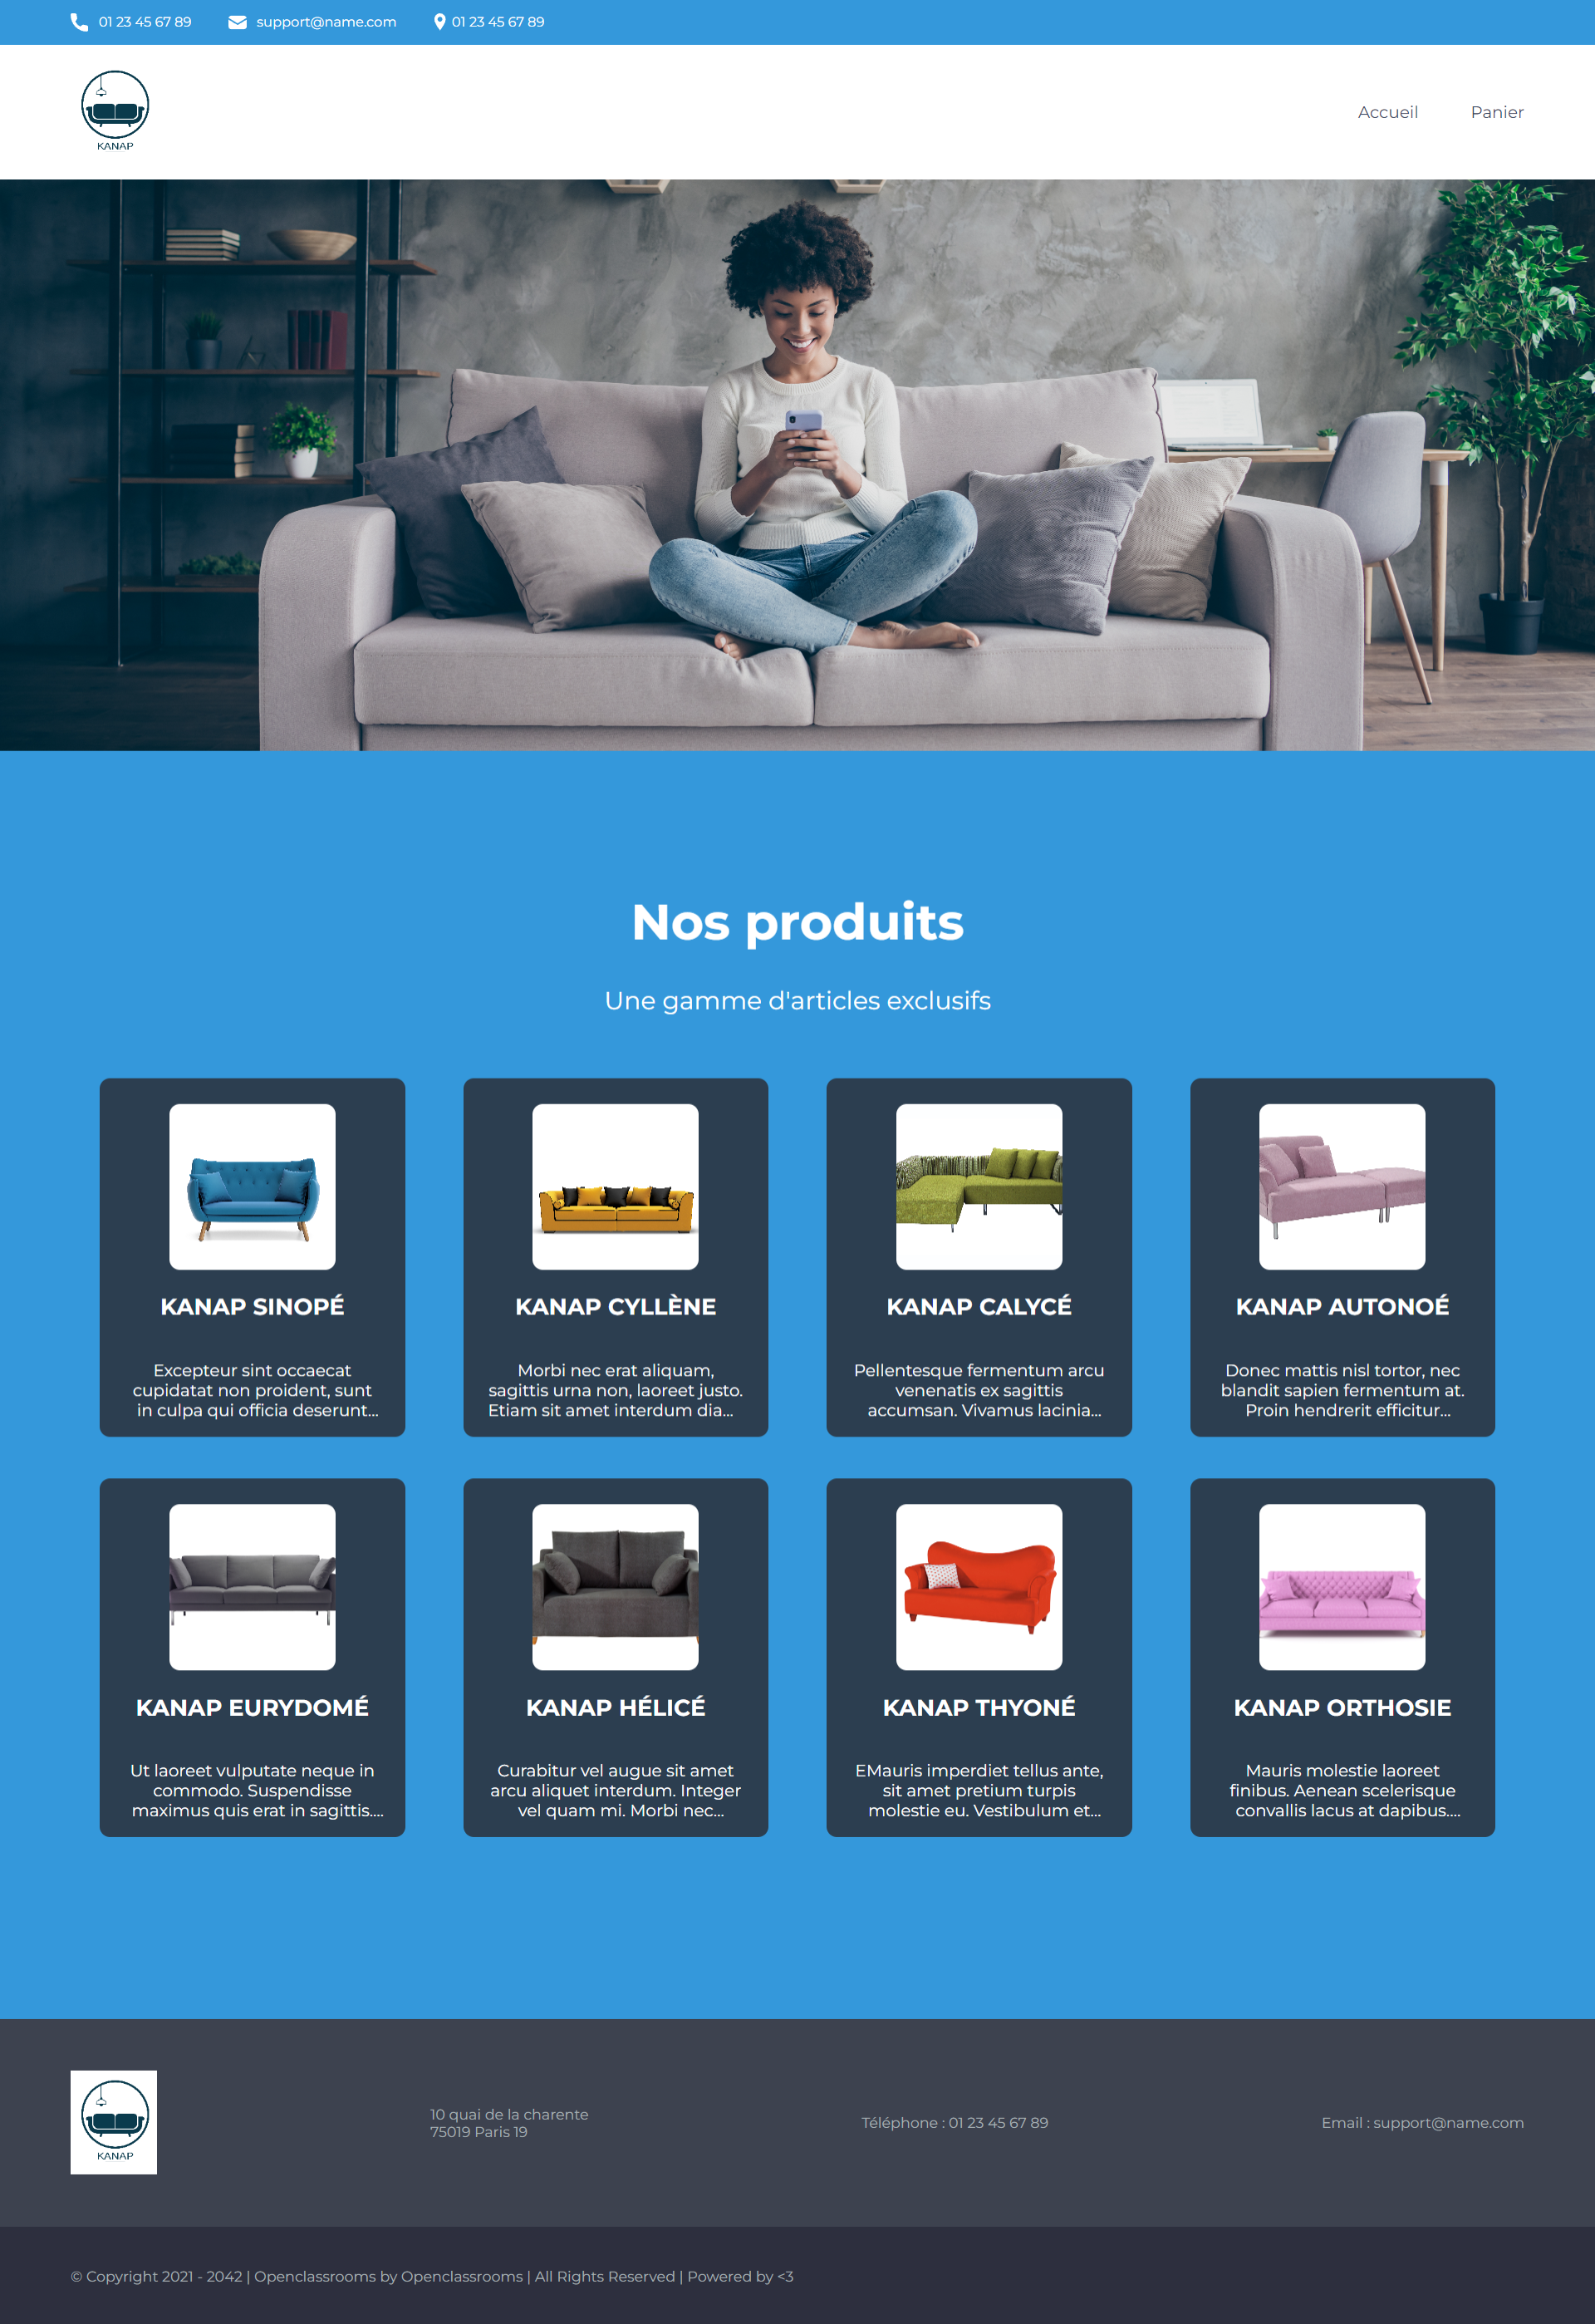 01 23 45 67 89
support@name.com
01 23 45 67 89
KANAP
Accueil
Panier
Nos produits
Une gamme d'articles exclusifs
KANAP SINOPÉ
Excepteur sint occaecat
cupidatat non proident, sunt
in culpa qui officia deserunt...
KANAP CYLLÈNE
Morbi nec erat aliquam,
sagittis urna non, laoreet justo.
Etiam sit amet interdum dia...
KANAP CALYCÉ
Pellentesque fermentum arcu
venenatis ex sagittis
accumsan. Vivamus lacinia...
KANAP AUTONOÉ
Donec mattis nisl tortor, nec
blandit sapien fermentum at.
Proin hendrerit efficitur...
KANAP EURYDOMÉ
Ut laoreet vulputate neque in
commodo. Suspendisse
maximus quis erat in sagittis....
KANAP HÉLICÉ
Curabitur vel augue sit amet
arcu aliquet interdum. Integer
vel quam mi. Morbi nec...
KANAP THYONÉ
EMauris imperdiet tellus ante,
sit amet pretium turpis
molestie eu. Vestibulum et...
KANAP ORTHOSIE
Mauris molestie laoreet
finibus. Aenean scelerisque
convallis lacus at dapibus....
KANAP
10 quai de la charente
75019 Paris 19
Téléphone : 01 23 45 67 89
Email : support@name.com
© Copyright 2021 - 2042 | Openclassrooms by Openclassrooms | All Rights Reserved | Powered by <3